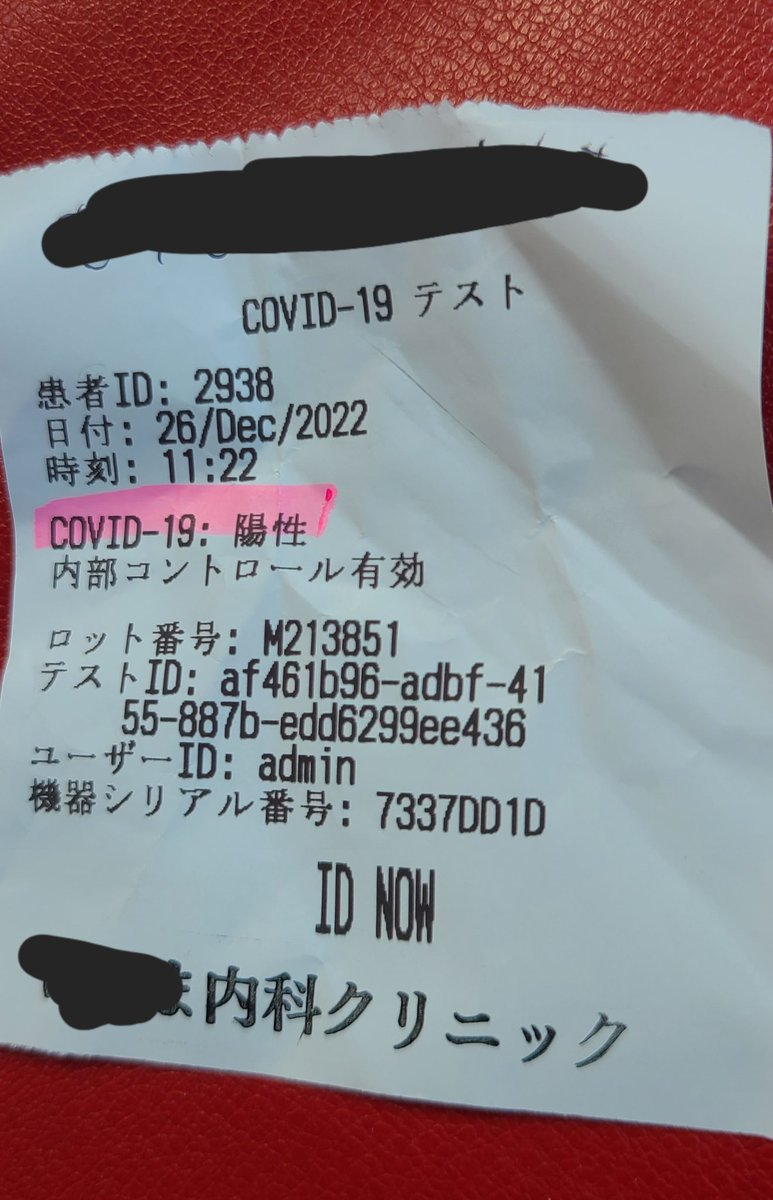 COVID-19 テスト
患者ID: 2938
日付: 26/Dec/2022
時刻: 11:22
COVID-19: 陽性
内部コントロール有効
ロット番号: M213851
テストID: af461b96-adbf-41
55-887b-edd6299ee436
ユーザーID: admin
機器シリアル番号: 7337DD1D
ID NOW
ま内科クリニック